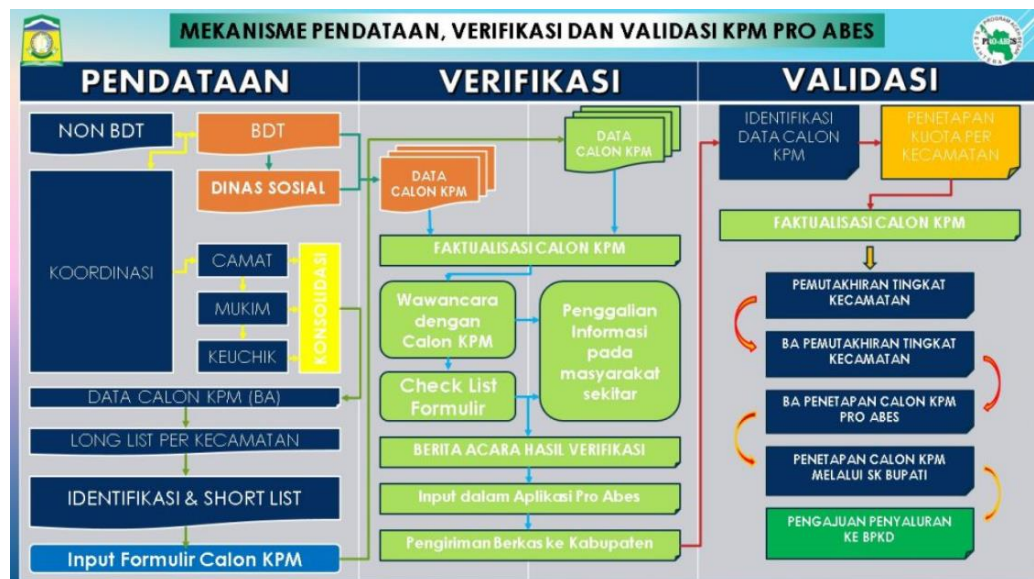 MEKANISME PENDATAAN, VERIFIKASI DAN VALIDASI KPM PRO ABES
PENDATAAN
NON BDT
BDT
DINAS SOSIAL
KOORDINASI
CAMAT
MUKIM
KEUCHIK
KONSOLIDASI
DATA CALON KPM (BA)
LONG LIST PER KECAMATAN
IDENTIFIKASI & SHORT LIST
Input Formulir Calon KPM
VERIFIKASI
DATA
CALON KPM
DATA
CALON KPM
FAKTUALISASI CALON KPM
Wawancara
dengan
Calon KPM
Penggalian
Informasi
pada
masyarakat
sekitar
Check List
Formulir
BERITA ACARA HASIL VERIFIKASI
Input dalam Aplikasi Pro Abes
Pengiriman Berkas ke Kabupaten
VALIDASI
IDENTIFIKASI
DATA CALON
KPM
PENETAPAN
KUOTA PER
KECAMATAN
FAKTUALISASI CALON KPM
PEMUTAKHIRAN TINGKAT
KECAMATAN
BA PEMUTAKHIRAN TINGKAT
KECAMATAN
BA PENETAPAN CALON KPM
PRO ABES
PENETAPAN CALON KPM
MELALUI SK BUPATI
PENGAJUAN PENYALURAN
KE BPKD